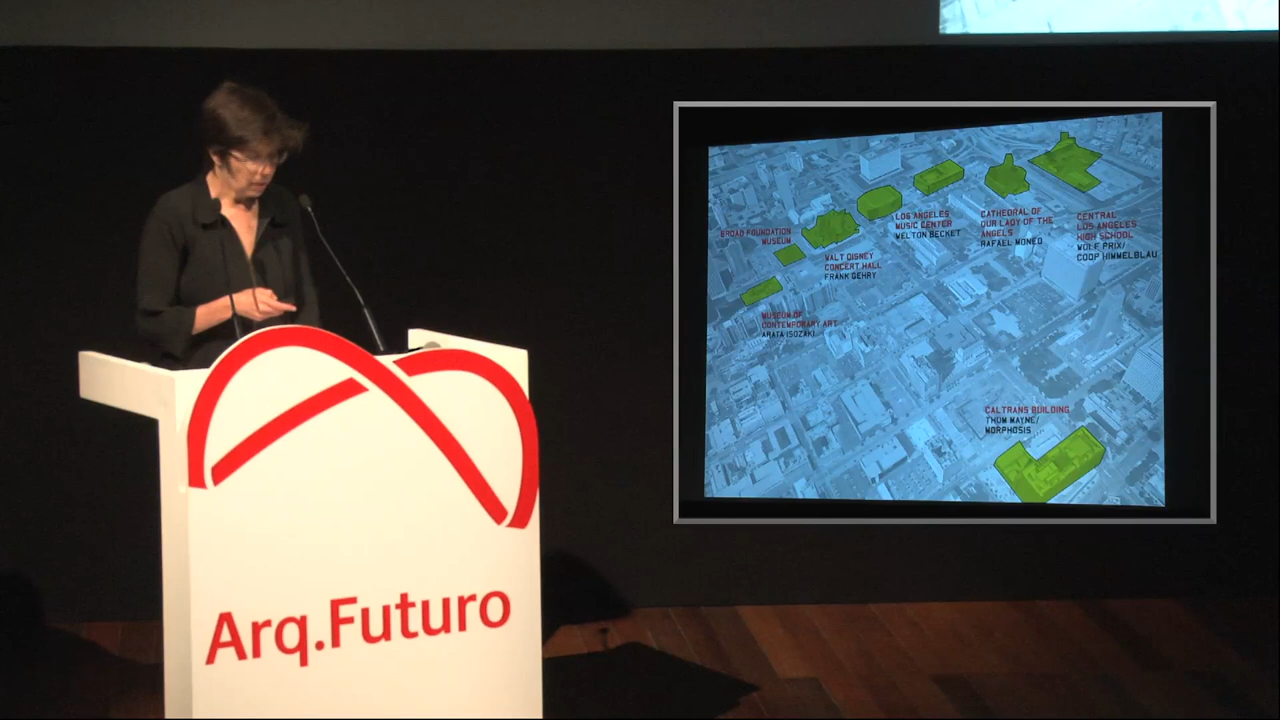 Arq.Futuro
BROAD FOUNDATION
MUSEUM
MUSEUM OF
CONTEMPORARY ART
ARATA ISOZAKI
WALT DISNEY
CONCERT HALL
FRANK GEHRY
LOS ANGELES
MUSIC CENTER
WELTON BECKET
CATHEDRAL OF
OUR LADY OF THE
ANGELS
RAFAEL MONEO
CENTRAL
LOS ANGELES
HIGH SCHOOL
WOLF PRIX/
COOP HIMMELBLAU
CALTRANS BUILDING
THOM MAYNE/
MORPHOSIS